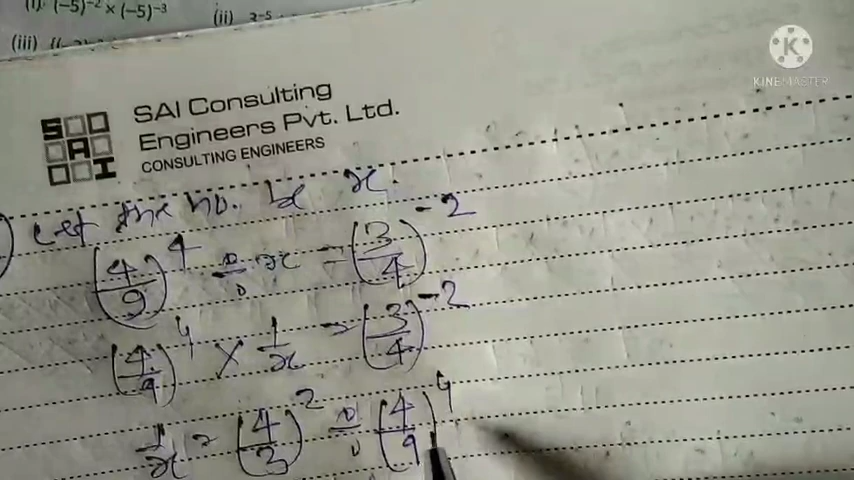 (i) (-5)⁻² × (-5)⁻³
(ii) 3⁻⁵
(iii)
KINEMASTER
SAI
SAI Consulting
Engineers Pvt. Ltd.
CONSULTING ENGINEERS
Let the no. be x.
(4/9)⁴ ÷ x = (3/4)⁻²
(4/9)⁴ × 1/x = (3/4)⁻²
1/x = (4/3)² ÷ (4/9)⁴